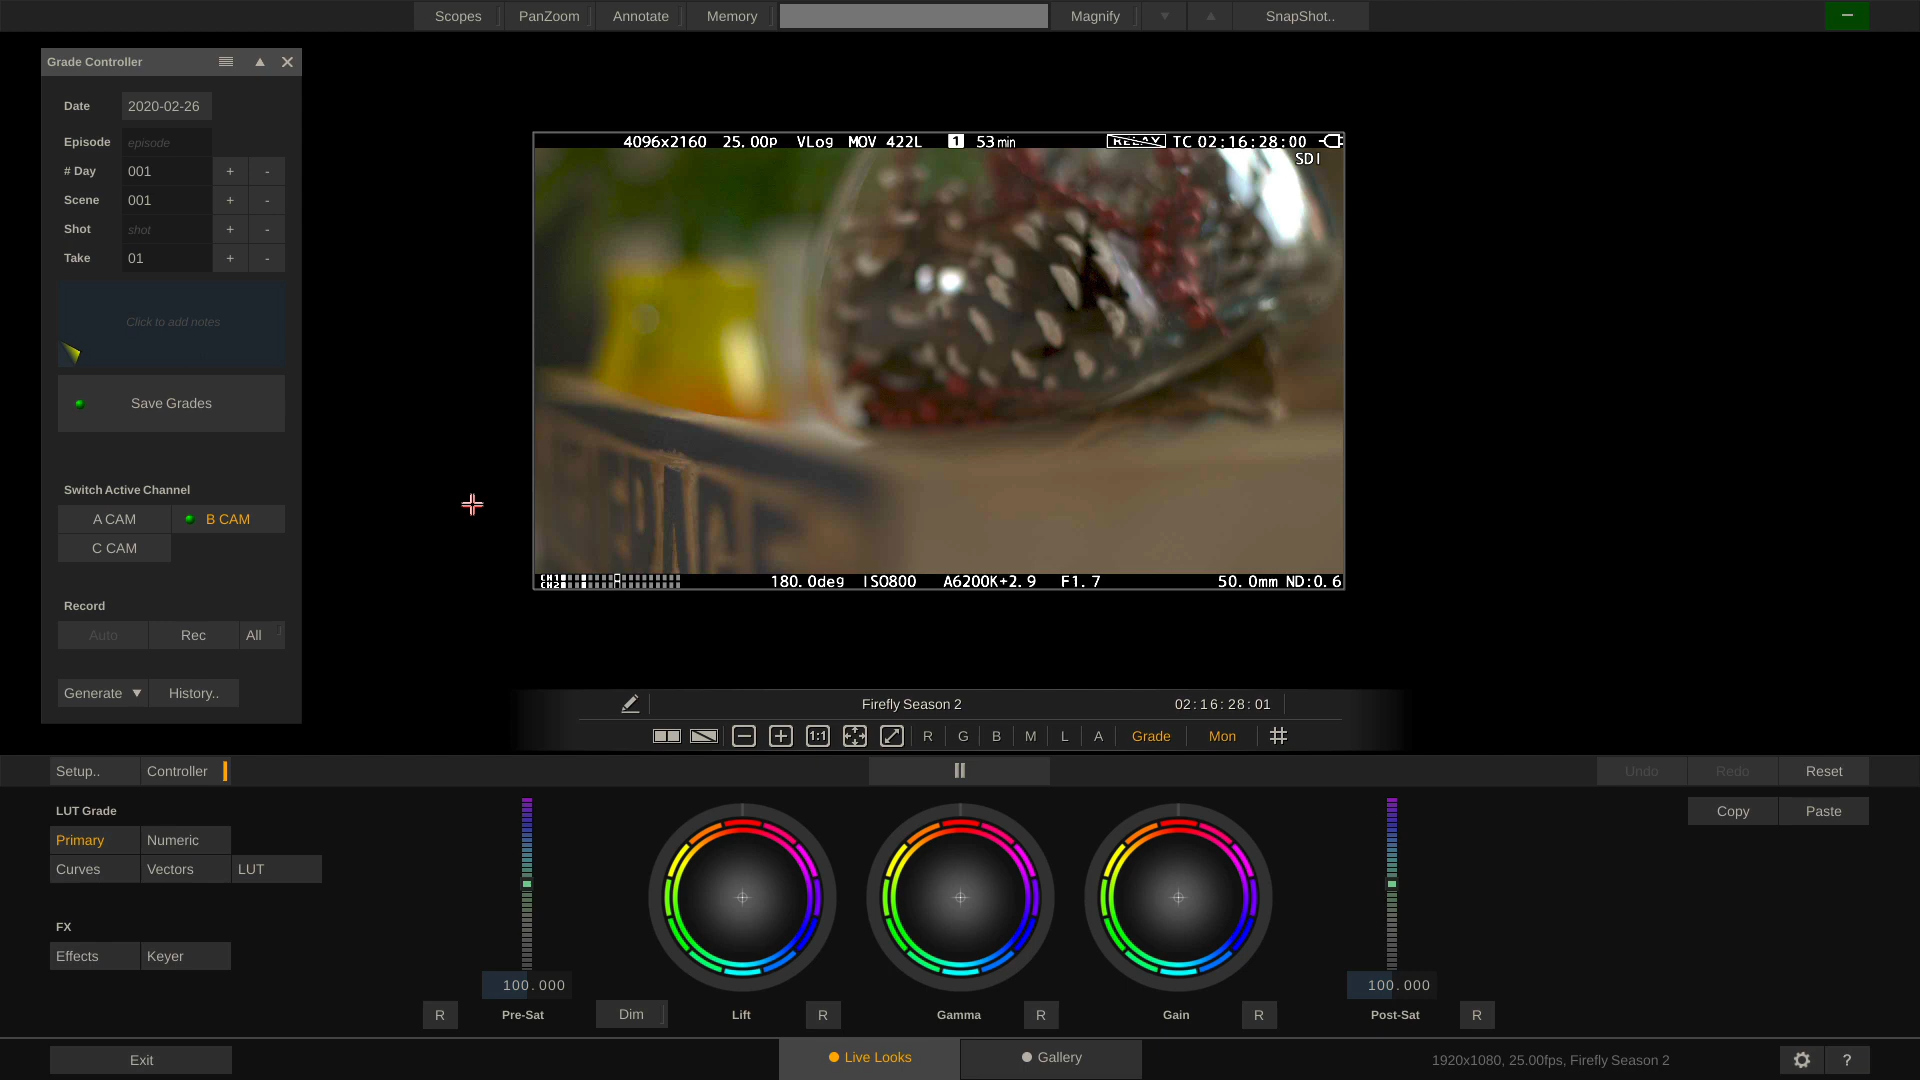 Scopes PanZoom Annotate Memory Magnify SnapShot..
Grade Controller
Date 2020-02-26
Episode episode
# Day 001 + -
Scene 001 + -
Shot shot + -
Take 01 + -
Click to add notes
Save Grades
Switch Active Channel
A CAM B CAM
C CAM
Record
Auto Rec All
Generate History..
4096x2160 25.00p VLog MOV 422L 1 53min RELAY TC 02:16:28:00
SDI
CH1
CH2
180.0deg ISO800 A6200K+2.9 F1.7 50.0mm ND:0.6
Firefly Season 2 02:16:28:01
1:1 R G B M L A Grade Mon
Setup.. Controller Undo Redo Reset
LUT Grade
Primary Numeric
Curves Vectors LUT
FX
Effects Keyer
Copy Paste
100.000 100.000
R Pre-Sat Dim Lift R Gamma R Gain R Post-Sat R
Exit Live Looks Gallery 1920x1080, 25.00fps, Firefly Season 2 ?